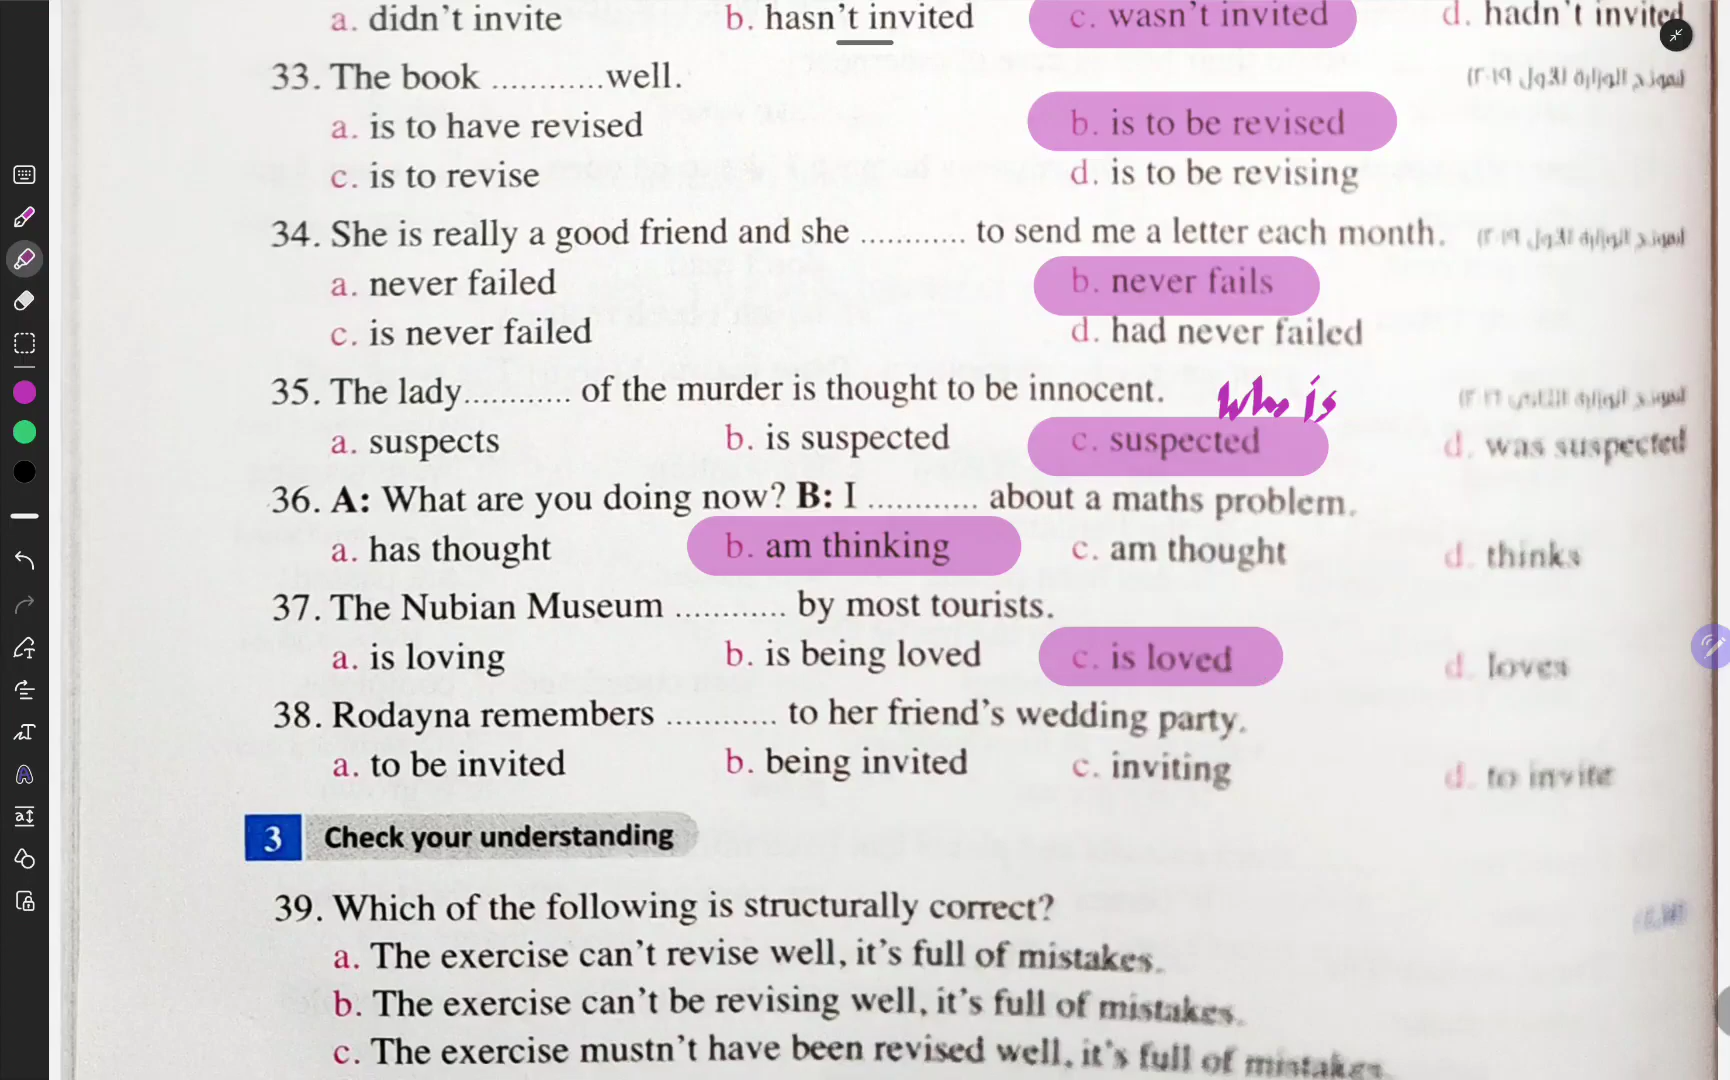 a. didn't invite b. hasn't invited c. wasn't invited d. hadn't invited
33. The book ............well.
a. is to have revised b. is to be revised
c. is to revise d. is to be revising
34. She is really a good friend and she ............ to send me a letter each month.
a. never failed b. never fails
c. is never failed d. had never failed
35. The lady............ of the murder is thought to be innocent. who is
a. suspects b. is suspected c. suspected d. was suspected
36. A: What are you doing now? B: I ............ about a maths problem.
a. has thought b. am thinking c. am thought d. thinks
37. The Nubian Museum ............ by most tourists.
a. is loving b. is being loved c. is loved d. loves
38. Rodayna remembers ............ to her friend's wedding party.
a. to be invited b. being invited c. inviting d. to invite
3 Check your understanding
39. Which of the following is structurally correct?
a. The exercise can't revise well, it's full of mistakes.
b. The exercise can't be revising well, it's full of mistakes.
c. The exercise mustn't have been revised well, it's full of mistakes